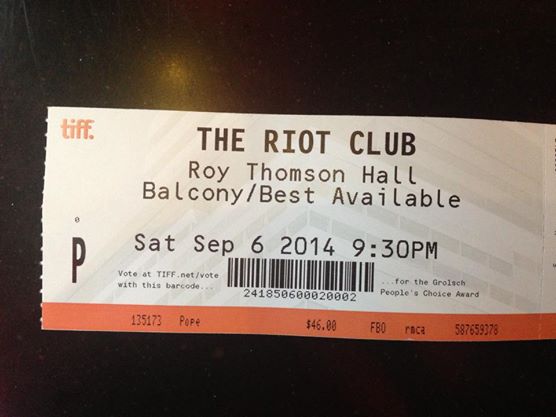 tiff.
THE RIOT CLUB
Roy Thomson Hall
Balcony/Best Available
0
P
Sat Sep 6 2014 9:30PM
Vote at TIFF.net/vote
with this barcode...
241850600020002
...for the Grolsch
People's Choice Award
135173 Pope $46.00 FBO rmca 587659378